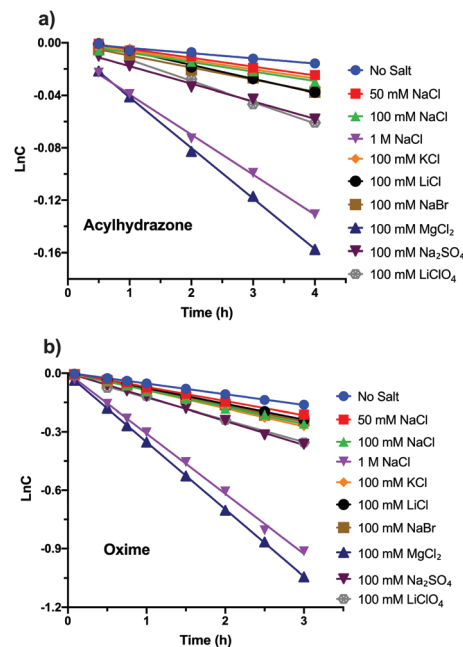 a)
0.00
-0.04
-0.08
-0.12
-0.16
LnC
0
1
2
3
4
Time (h)
Acylhydrazone
No Salt
50 mM NaCl
100 mM NaCl
1 M NaCl
100 mM KCl
100 mM LiCl
100 mM NaBr
100 mM MgCl2
100 mM Na2SO4
100 mM LiClO4
b)
0.0
-0.3
-0.6
-0.9
-1.2
LnC
0
1
2
3
Time (h)
Oxime
No Salt
50 mM NaCl
100 mM NaCl
1 M NaCl
100 mM KCl
100 mM LiCl
100 mM NaBr
100 mM MgCl2
100 mM Na2SO4
100 mM LiClO4